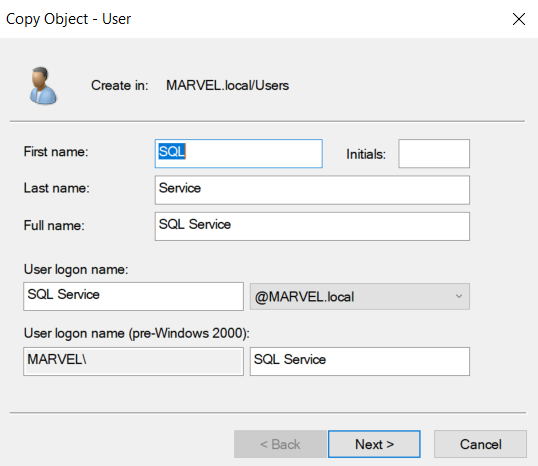 Copy Object - User
Create in: MARVEL.local/Users
First name: SQL Initials:
Last name: Service
Full name: SQL Service
User logon name:
SQL Service @MARVEL.local
User logon name (pre-Windows 2000):
MARVEL\ SQL Service
< Back Next > Cancel